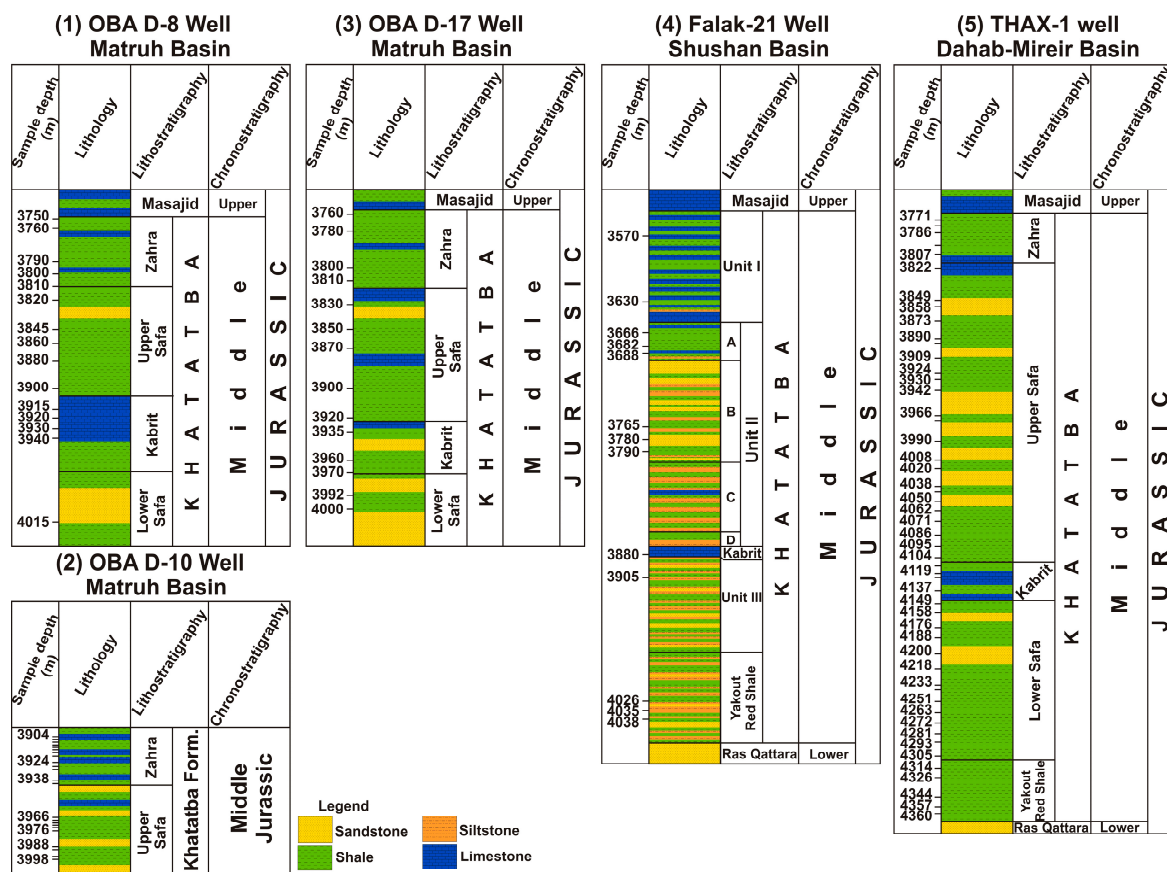 (1) OBA D-8 Well
Matruh Basin
Sample depth
(m)
Lithology
Lithostratigraphy
Chronostratigraphy
Masajid
Upper
3750
3760
3790
3800
3810
3820
3845
3860
3880
3900
3915
3920
3930
3940
4015
Zahra
Upper
Safa
Kabrit
Lower
Safa
KHATATBA
Middle
JURASSIC
(2) OBA D-10 Well
Matruh Basin
Sample depth
(m)
Lithology
Lithostratigraphy
Chronostratigraphy
3904
3924
3938
3966
3976
3988
3998
Zahra
Upper
Safa
Khatatba Form.
Middle
Jurassic
(3) OBA D-17 Well
Matruh Basin
Sample depth
(m)
Lithology
Lithostratigraphy
Chronostratigraphy
Masajid
Upper
3760
3780
3800
3810
3830
3850
3870
3900
3920
3935
3960
3970
3992
4000
Zahra
Upper
Safa
Kabrit
Lower
Safa
KHATATBA
Middle
JURASSIC
Legend
Sandstone
Siltstone
Shale
Limestone
(4) Falak-21 Well
Shushan Basin
Sample depth
(m)
Lithology
Lithostratigraphy
Chronostratigraphy
Masajid
Upper
3570
3630
3666
3682
3688
3765
3780
3790
3880
3905
4026
4035
4038
Unit I
A
B
C
D
Unit II
Kabrit
Unit III
Yakout
Red Shale
Ras Qattara
Lower
KHATATBA
Middle
JURASSIC
(5) THAX-1 well
Dahab-Mireir Basin
Sample depth
(m)
Lithology
Lithostratigraphy
Chronostratigraphy
Masajid
Upper
3771
3786
3807
3822
3849
3858
3873
3890
3909
3924
3930
3942
3966
3990
4008
4020
4038
4050
4062
4071
4086
4095
4104
4119
4137
4149
4158
4176
4188
4200
4218
4233
4251
4263
4272
4281
4293
4305
4314
4326
4344
4357
4360
Zahra
Upper Safa
Kabrit
Lower Safa
Yakout
Red Shale
Ras Qattara
Lower
KHATATBA
Middle
JURASSIC